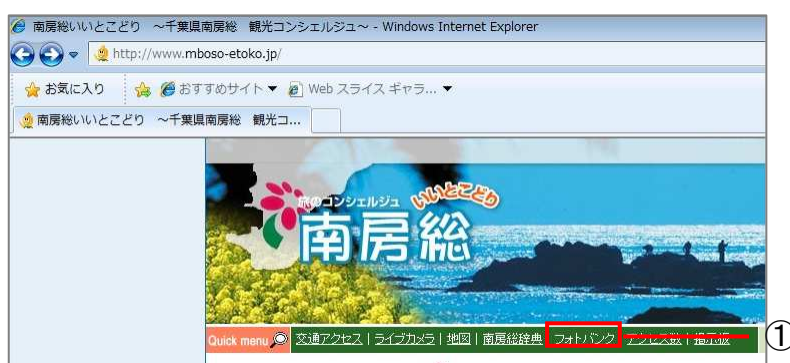 南房総いいとこどり　～千葉県南房総　観光コンシェルジュ～ - Windows Internet Explorer
http://www.mboso-etoko.jp/
お気に入り おすすめサイト ▼ Web スライス ギャラ... ▼
南房総いいとこどり　～千葉県南房総　観光コ...
旅のコンシェルジュ いいとこどり
南房総
Quick menu 交通アクセス | ライブカメラ | 地図 | 南房総辞典 フォトバンク アクセス数 | 掲示板 ①